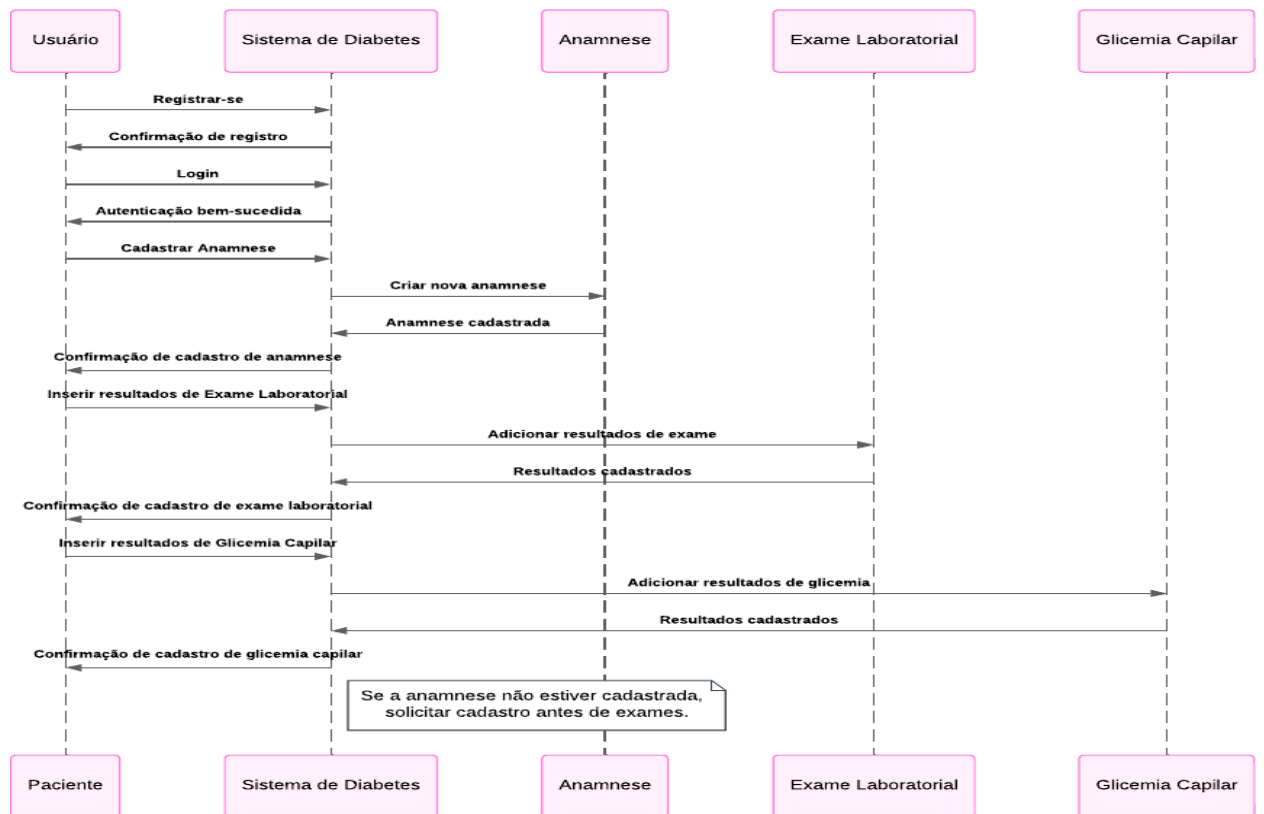 Usuário
Sistema de Diabetes
Anamnese
Exame Laboratorial
Glicemia Capilar
Registrar-se
Confirmação de registro
Login
Autenticação bem-sucedida
Cadastrar Anamnese
Criar nova anamnese
Anamnese cadastrada
Confirmação de cadastro de anamnese
Inserir resultados de Exame Laboratorial
Adicionar resultados de exame
Resultados cadastrados
Confirmação de cadastro de exame laboratorial
Inserir resultados de Glicemia Capilar
Adicionar resultados de glicemia
Resultados cadastrados
Confirmação de cadastro de glicemia capilar
Se a anamnese não estiver cadastrada,
solicitar cadastro antes de exames.
Paciente
Sistema de Diabetes
Anamnese
Exame Laboratorial
Glicemia Capilar